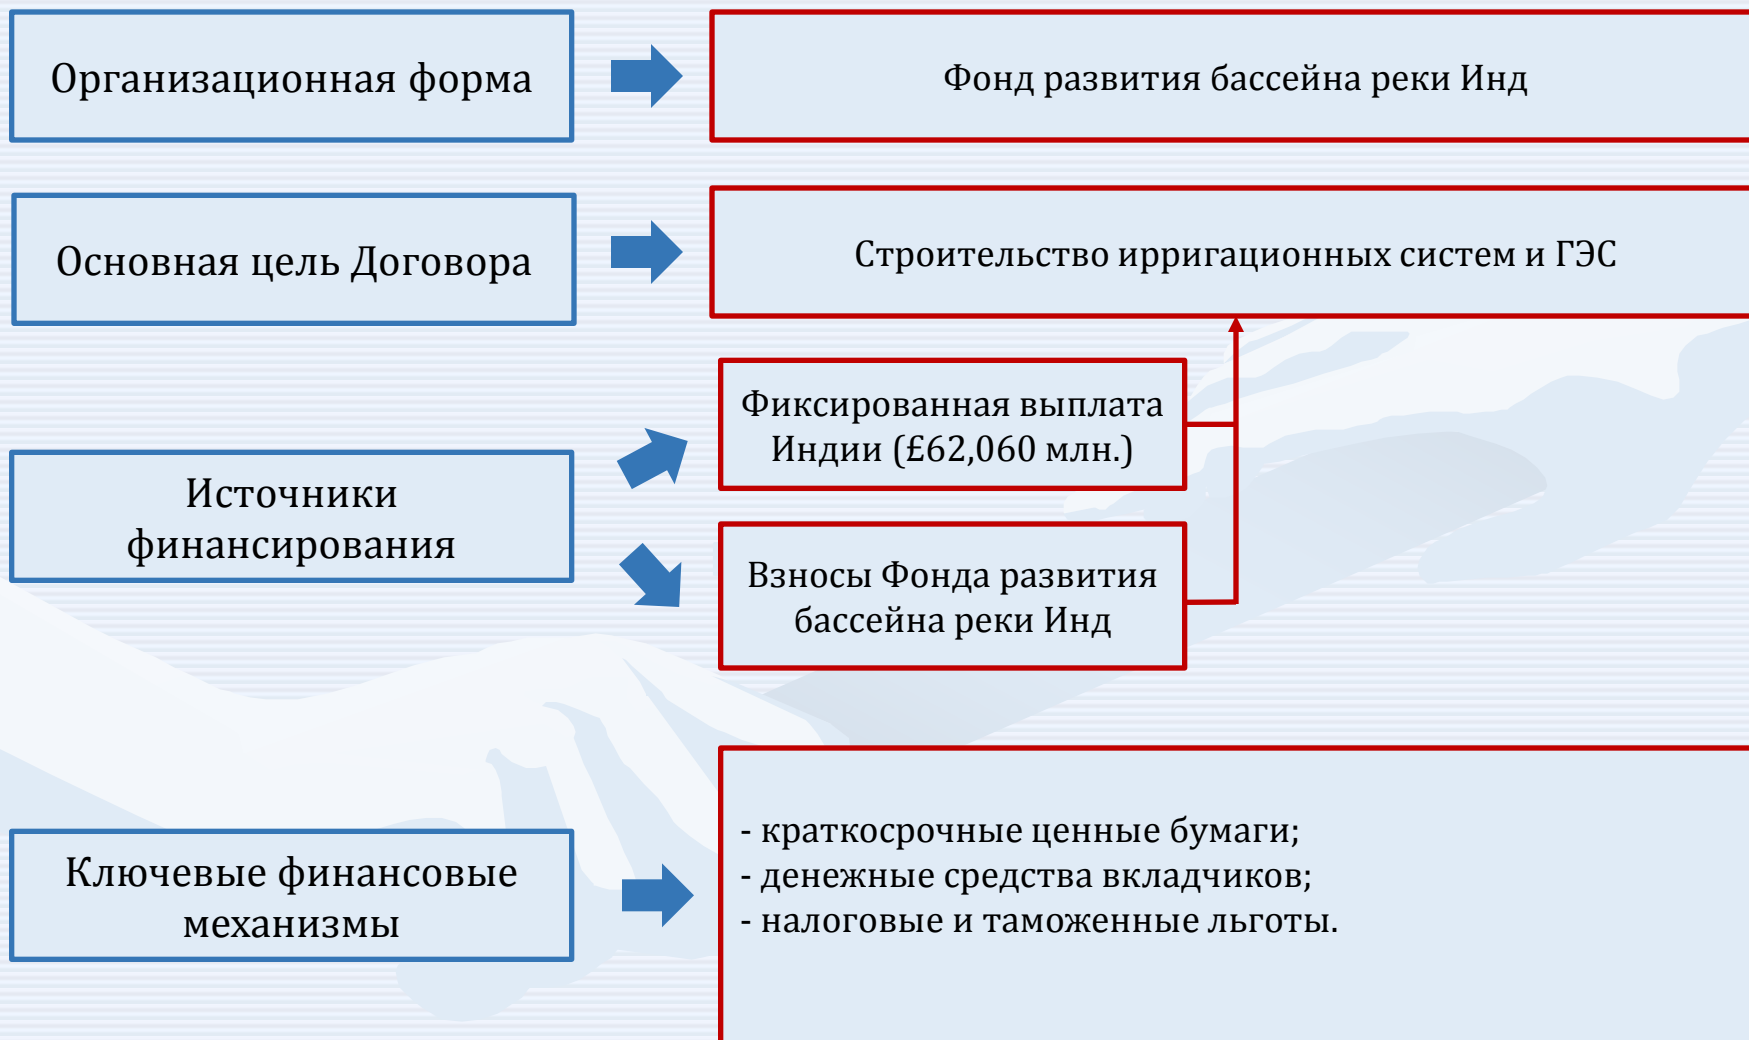 Организационная форма
Фонд развития бассейна реки Инд
Основная цель Договора
Строительство ирригационных систем и ГЭС
Источники
финансирования
Фиксированная выплата
Индии (£62,060 млн.)
Взносы Фонда развития
бассейна реки Инд
Ключевые финансовые
механизмы
- краткосрочные ценные бумаги;
- денежные средства вкладчиков;
- налоговые и таможенные льготы.